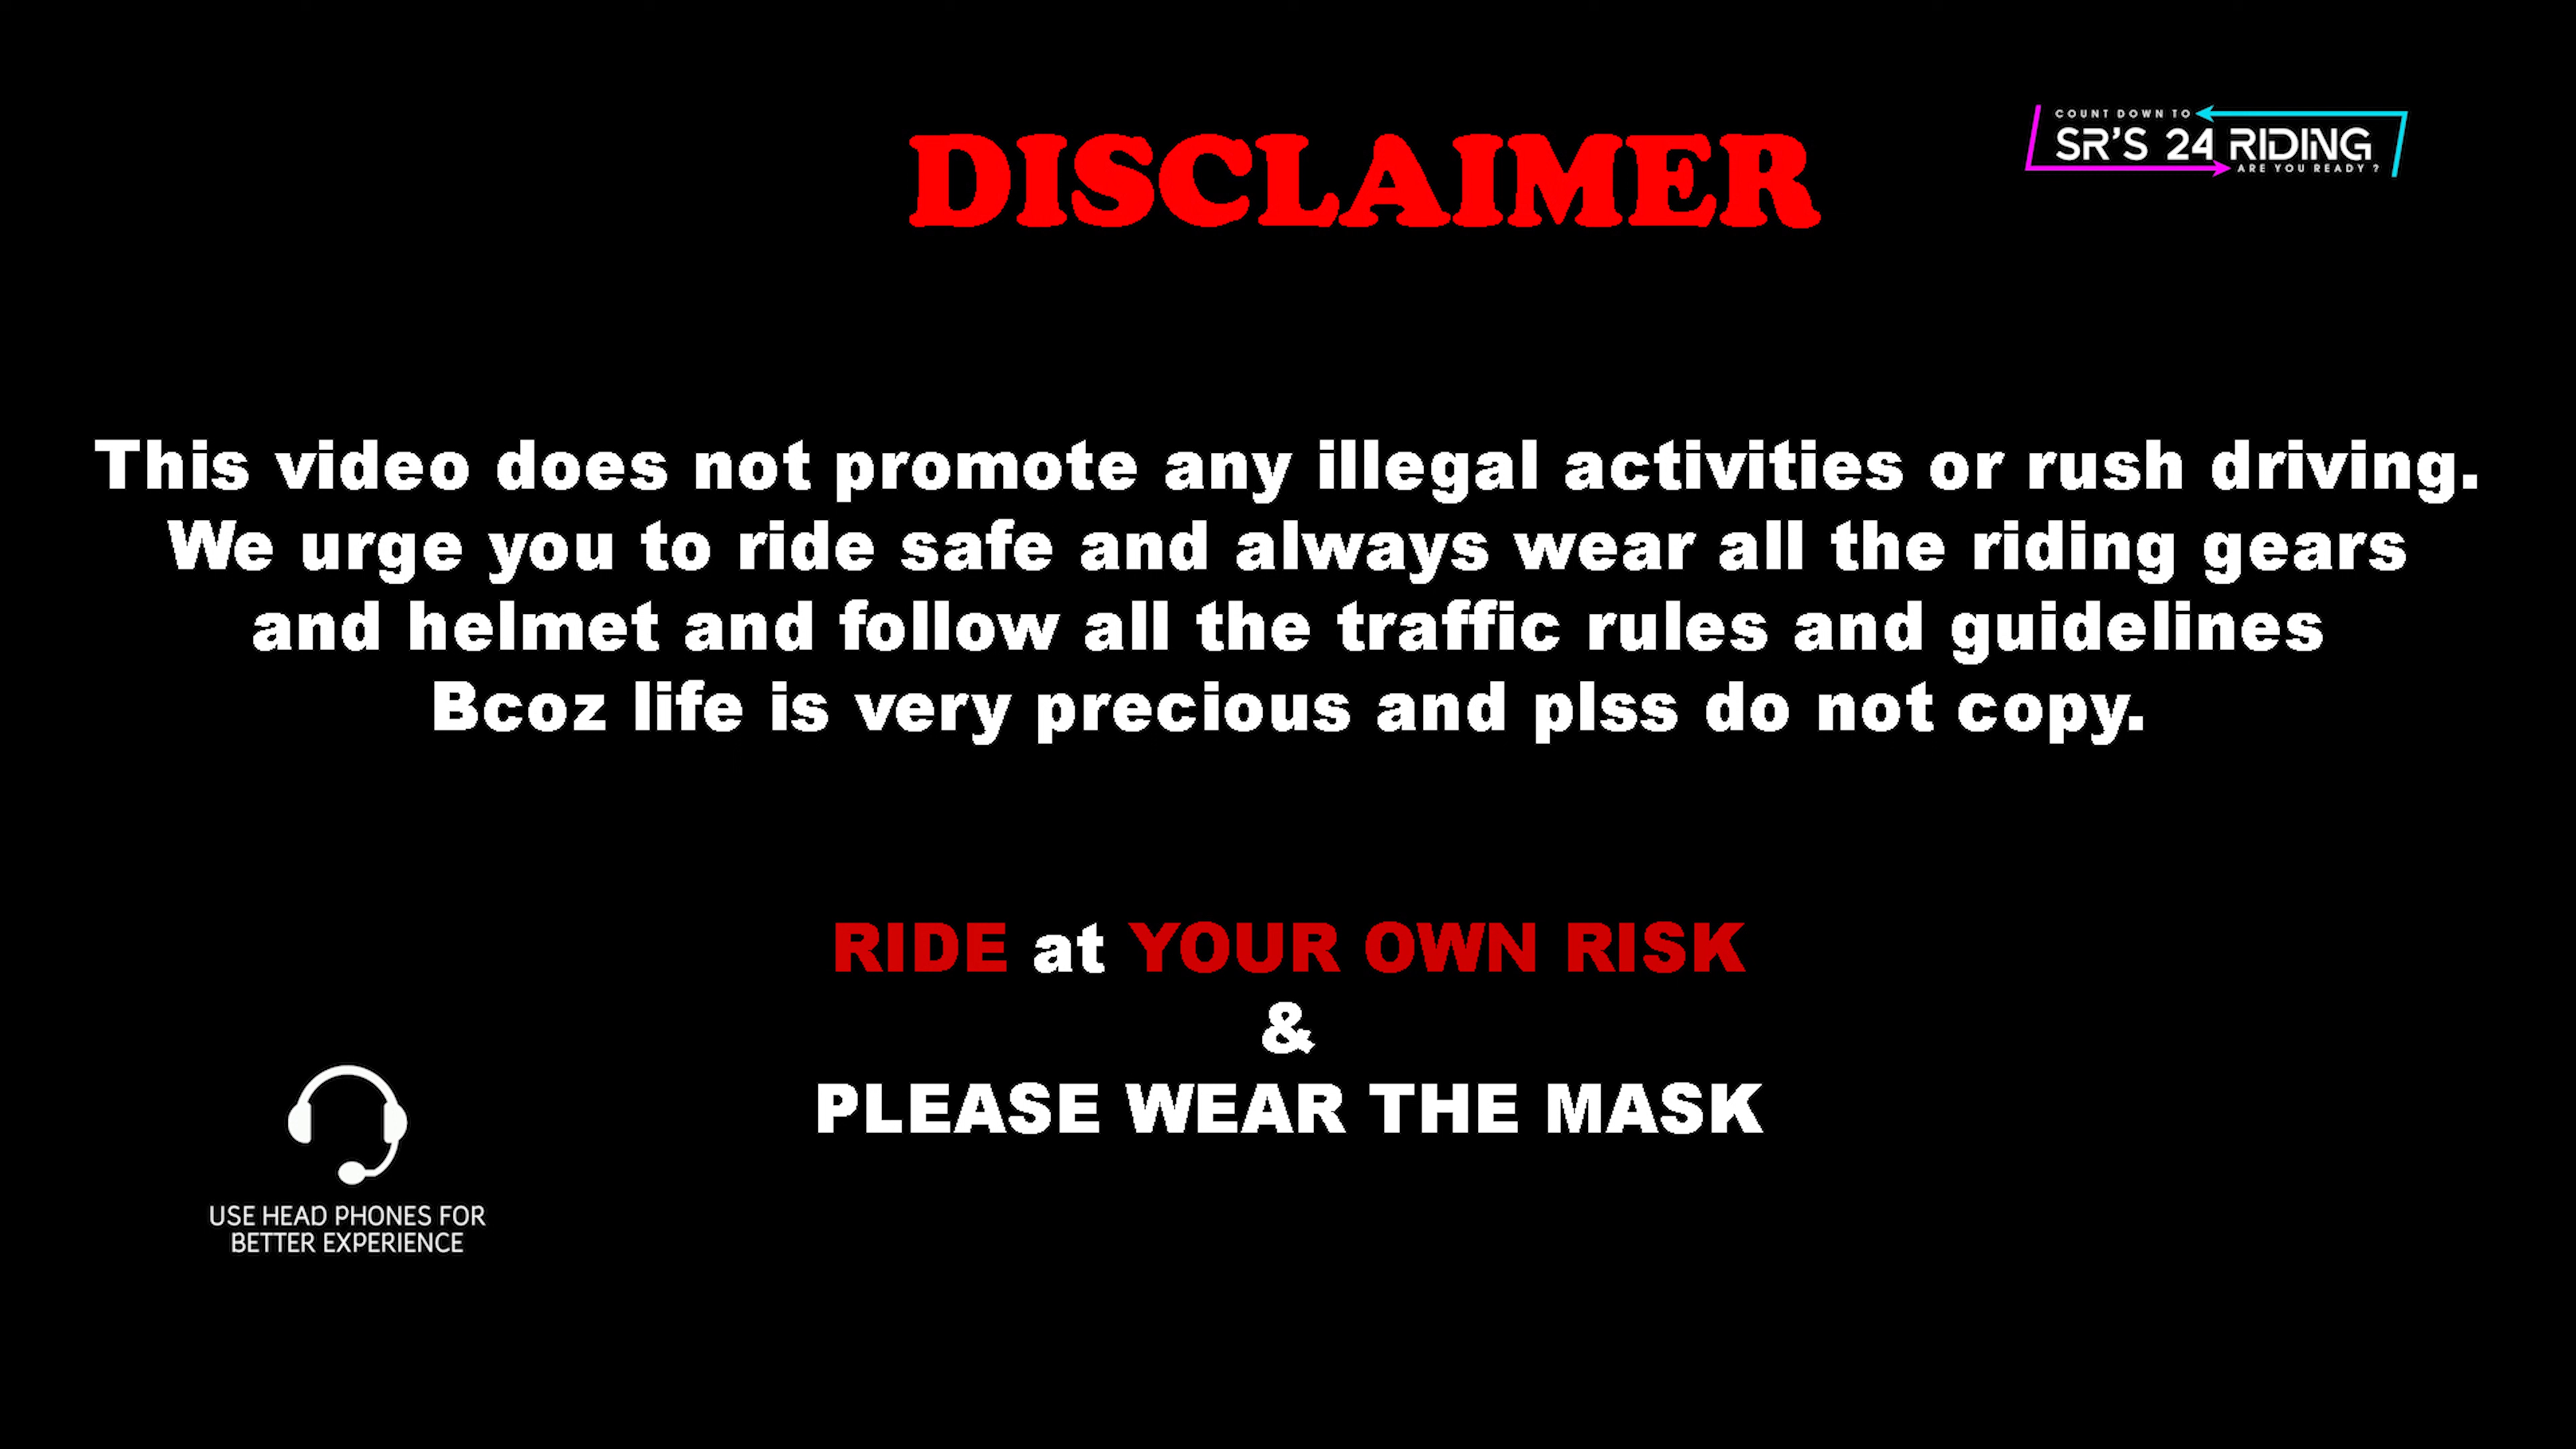 COUNT DOWN TO
SR'S 24 RIDING
ARE YOU READY ?
DISCLAIMER
This video does not promote any illegal activities or rush driving.
We urge you to ride safe and always wear all the riding gears
and helmet and follow all the traffic rules and guidelines
Bcoz life is very precious and plss do not copy.
RIDE at YOUR OWN RISK
&
PLEASE WEAR THE MASK
USE HEAD PHONES FOR
BETTER EXPERIENCE